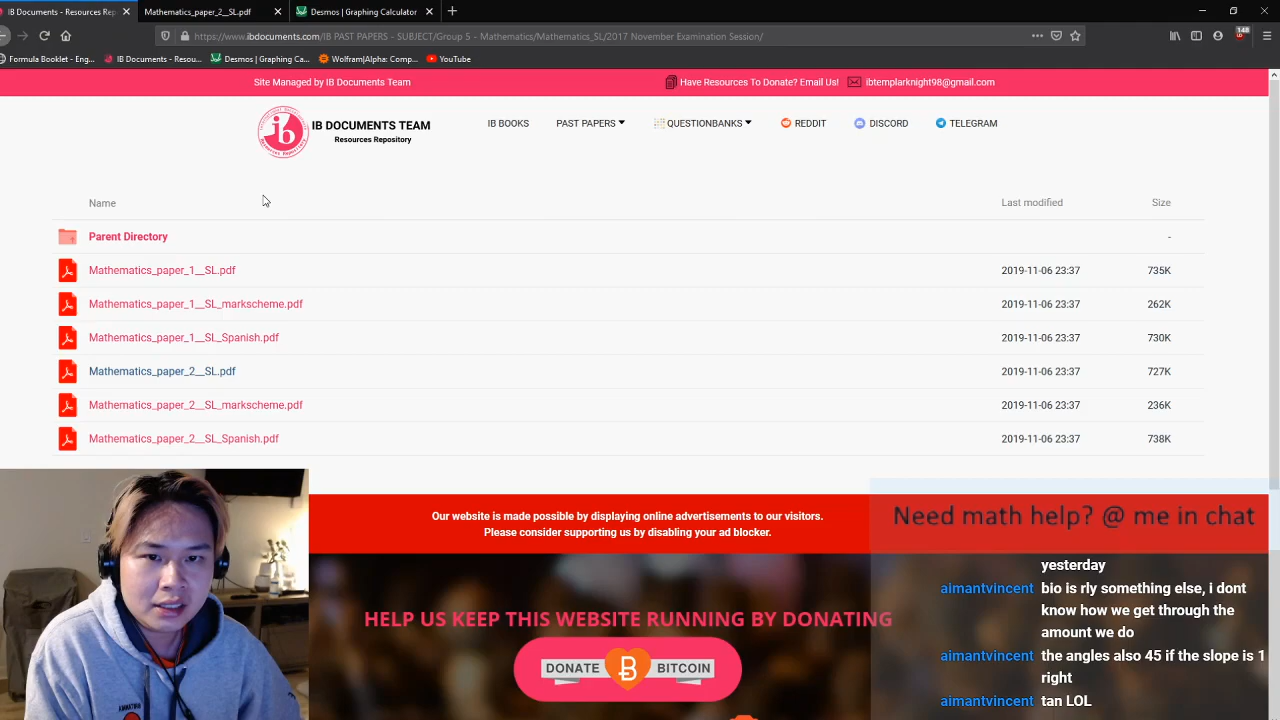 IB Documents - Resou...
Mathematics_paper_2_SL.pdf
Desmos | Graphing Calculator
https://www.ibdocuments.com/IB PAST PAPERS - SUBJECT/Group 5 - Mathematics/Mathematics_SL/2017 November Examination Session/
Formula Booklet - Eng...
IB Documents - Resou...
Desmos | Graphing Ca...
Wolfram|Alpha: Comp...
YouTube
Site Managed by IB Documents Team
Have Resources To Donate? Email Us!
ibtemplarknight98@gmail.com
ib
IB DOCUMENTS TEAM
Resources Repository
IB BOOKS
PAST PAPERS
QUESTIONBANKS
REDDIT
DISCORD
TELEGRAM
Name Last modified Size
Parent Directory -
Mathematics_paper_1__SL.pdf 2019-11-06 23:37 735K
Mathematics_paper_1__SL_markscheme.pdf 2019-11-06 23:37 262K
Mathematics_paper_1__SL_Spanish.pdf 2019-11-06 23:37 730K
Mathematics_paper_2__SL.pdf 2019-11-06 23:37 727K
Mathematics_paper_2__SL_markscheme.pdf 2019-11-06 23:37 236K
Mathematics_paper_2__SL_Spanish.pdf 2019-11-06 23:37 738K
Our website is made possible by displaying online advertisements to our visitors.
Please consider supporting us by disabling your ad blocker.
HELP US KEEP THIS WEBSITE RUNNING BY DONATING
DONATE BITCOIN
Need math help? @ me in chat
yesterday
aimantvincent bio is rly something else, i dont
know how we get through the
amount we do
aimantvincent the angles also 45 if the slope is 1
right
aimantvincent tan LOL